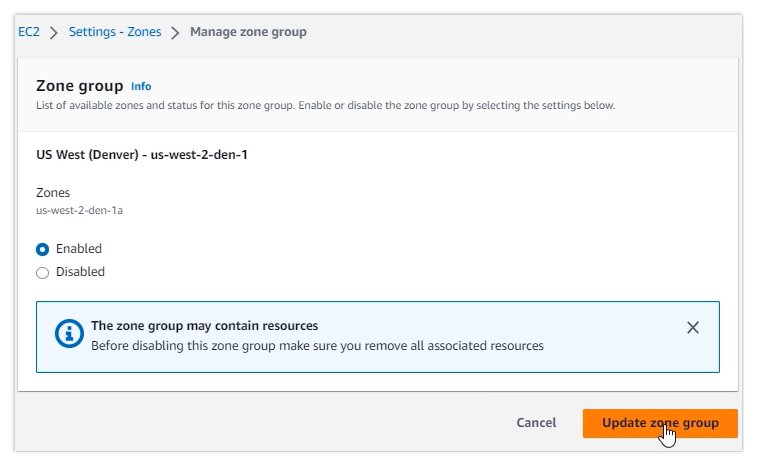 EC2 > Settings - Zones > Manage zone group
Zone group Info
List of available zones and status for this zone group. Enable or disable the zone group by selecting the settings below.
US West (Denver) - us-west-2-den-1
Zones
us-west-2-den-1a
Enabled
Disabled
The zone group may contain resources
Before disabling this zone group make sure you remove all associated resources
Cancel Update zone group